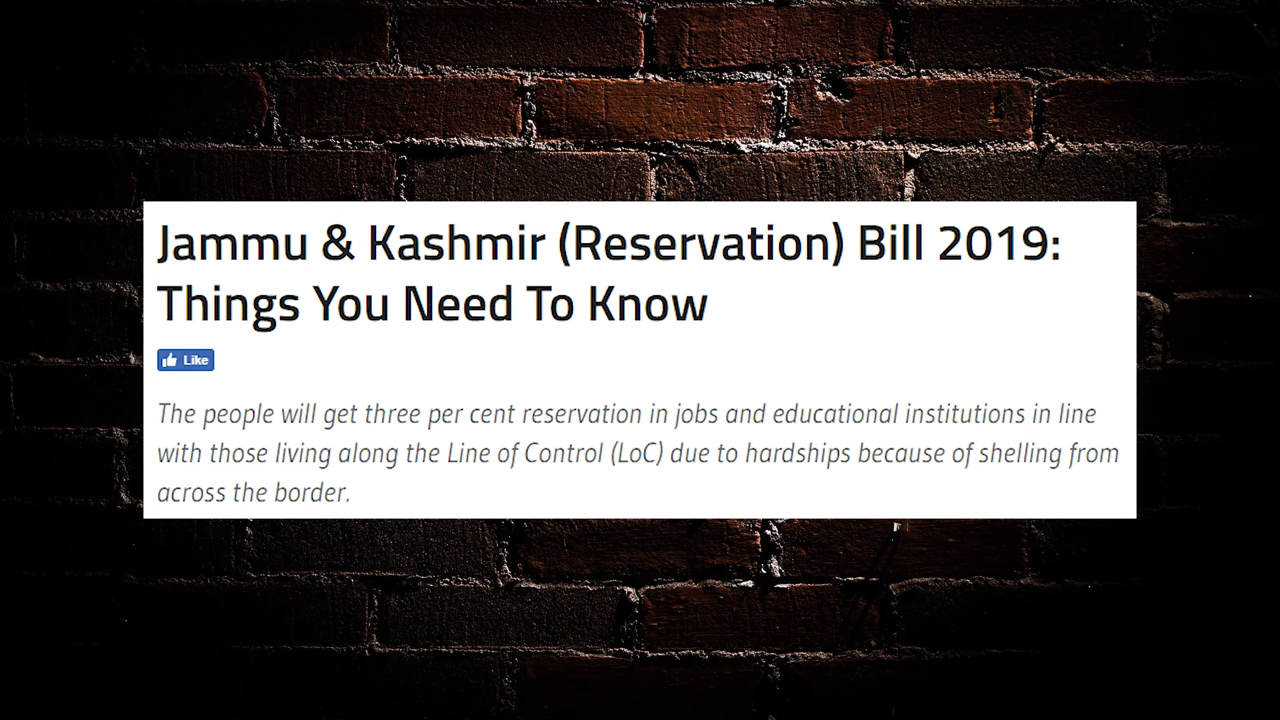 Jammu & Kashmir (Reservation) Bill 2019:
Things You Need To Know
Like
The people will get three per cent reservation in jobs and educational institutions in line
with those living along the Line of Control (LoC) due to hardships because of shelling from
across the border.